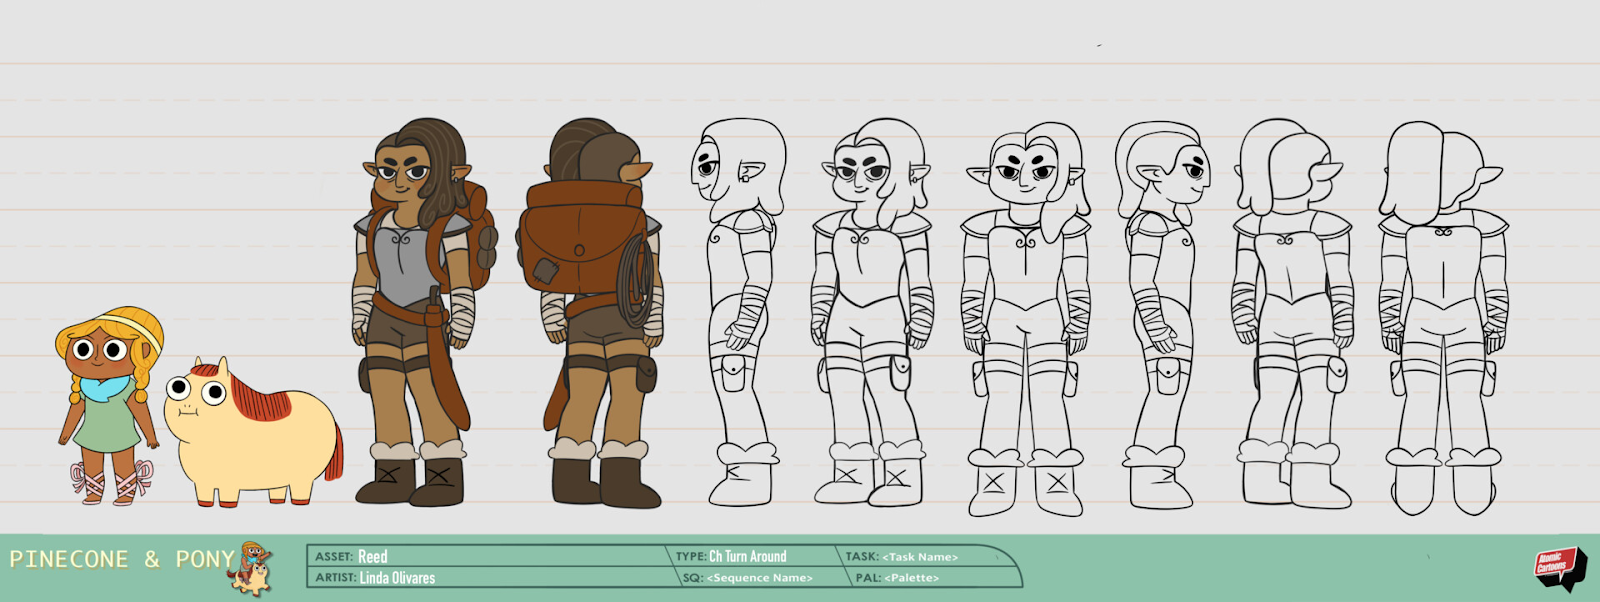 PINECONE & PONY
ASSET: Reed
TYPE: Ch Turn Around
TASK: <Task Name>
ARTIST: Linda Olivares
SQ: <Sequence Name>
PAL: <Palette>
Atomic
Cartoons